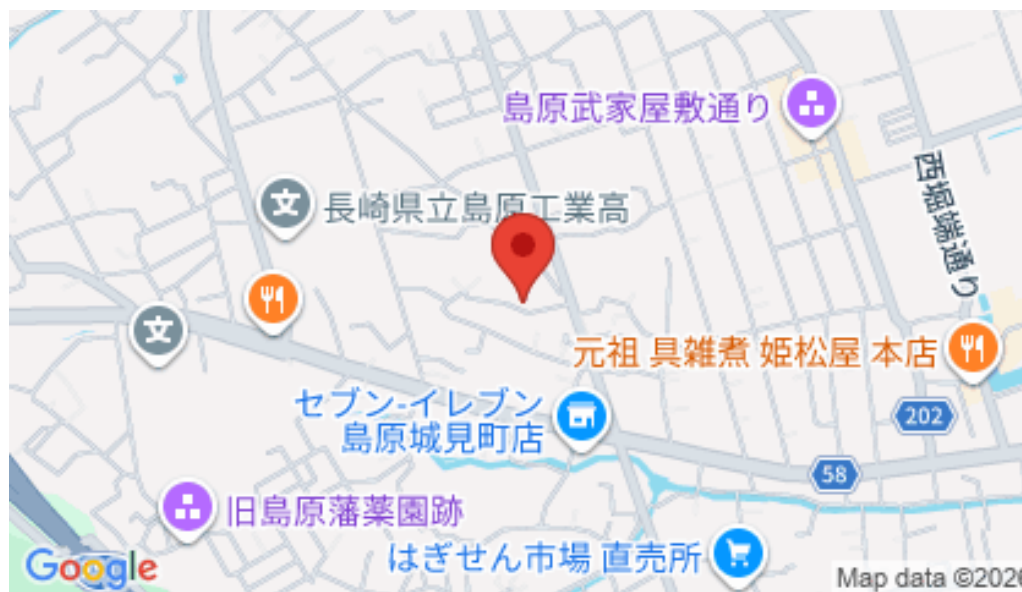 島原武家屋敷通り
西堀端通り
文
長崎県立島原工業高
文
元祖 具雑煮 姫松屋 本店
セブン-イレブン
島原城見町店
202
58
旧島原藩薬園跡
はぎせん市場 直売所
Google
Map data ©2026